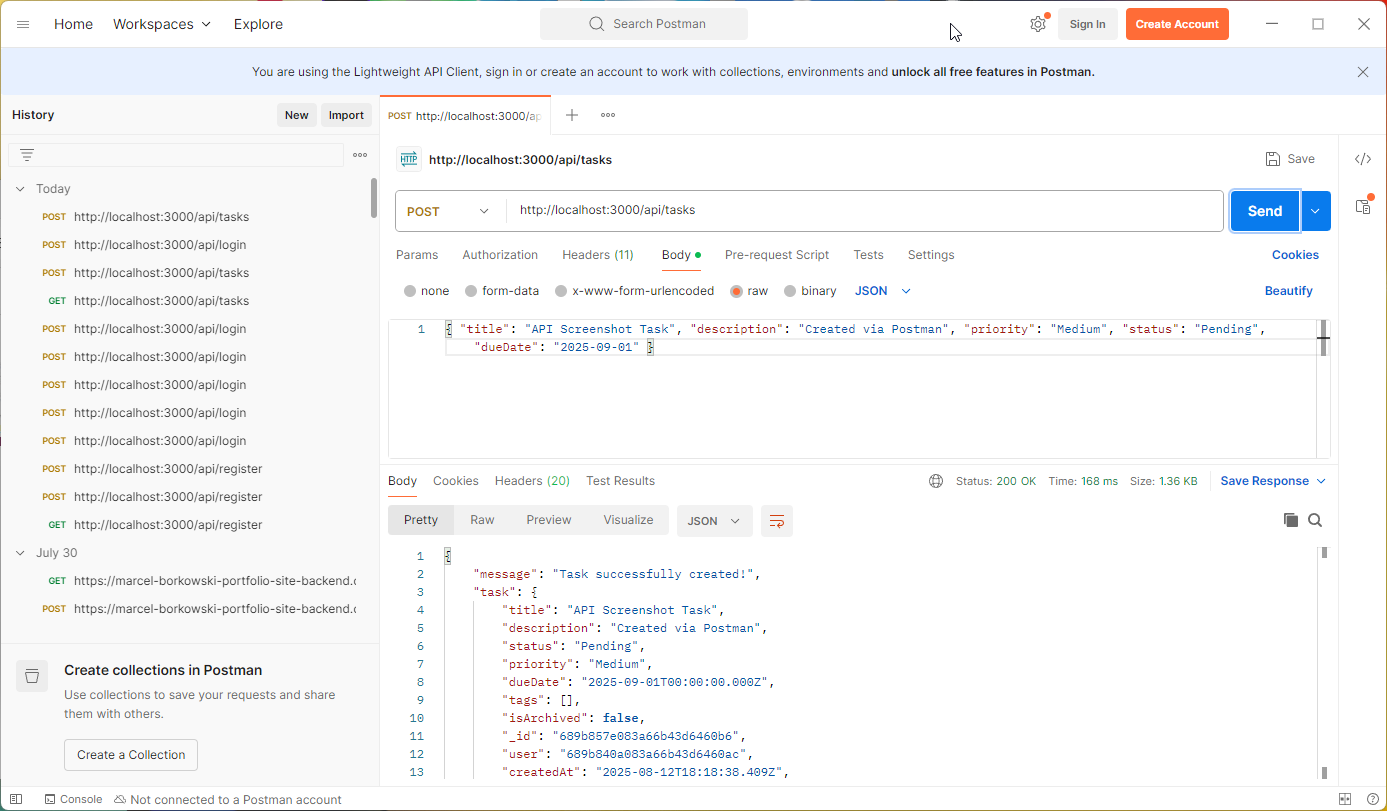 Home Workspaces Explore Search Postman Sign In Create Account
You are using the Lightweight API Client, sign in or create an account to work with collections, environments and unlock all free features in Postman.
History New Import
POST http://localhost:3000/ap
HTTP http://localhost:3000/api/tasks Save
Today
POST http://localhost:3000/api/tasks
POST http://localhost:3000/api/login
POST http://localhost:3000/api/tasks
GET http://localhost:3000/api/tasks
POST http://localhost:3000/api/login
POST http://localhost:3000/api/login
POST http://localhost:3000/api/login
POST http://localhost:3000/api/login
POST http://localhost:3000/api/login
POST http://localhost:3000/api/register
POST http://localhost:3000/api/register
GET http://localhost:3000/api/register
July 30
GET https://marcel-borkowski-portfolio-site-backend.c
POST https://marcel-borkowski-portfolio-site-backend.c
Create collections in Postman
Use collections to save your requests and share
them with others.
Create a Collection
POST http://localhost:3000/api/tasks Send
Params Authorization Headers (11) Body Pre-request Script Tests Settings Cookies
none form-data x-www-form-urlencoded raw binary JSON Beautify
1 { "title": "API Screenshot Task", "description": "Created via Postman", "priority": "Medium", "status": "Pending",
"dueDate": "2025-09-01" }
Body Cookies Headers (20) Test Results Status: 200 OK Time: 168 ms Size: 1.36 KB Save Response
Pretty Raw Preview Visualize JSON
1 {
2 "message": "Task successfully created!",
3 "task": {
4 "title": "API Screenshot Task",
5 "description": "Created via Postman",
6 "status": "Pending",
7 "priority": "Medium",
8 "dueDate": "2025-09-01T00:00:00.000Z",
9 "tags": [],
10 "isArchived": false,
11 "_id": "689b857e083a66b43d6460b6",
12 "user": "689b840a083a66b43d6460ac",
13 "createdAt": "2025-08-12T18:18:38.409Z",
Console Not connected to a Postman account